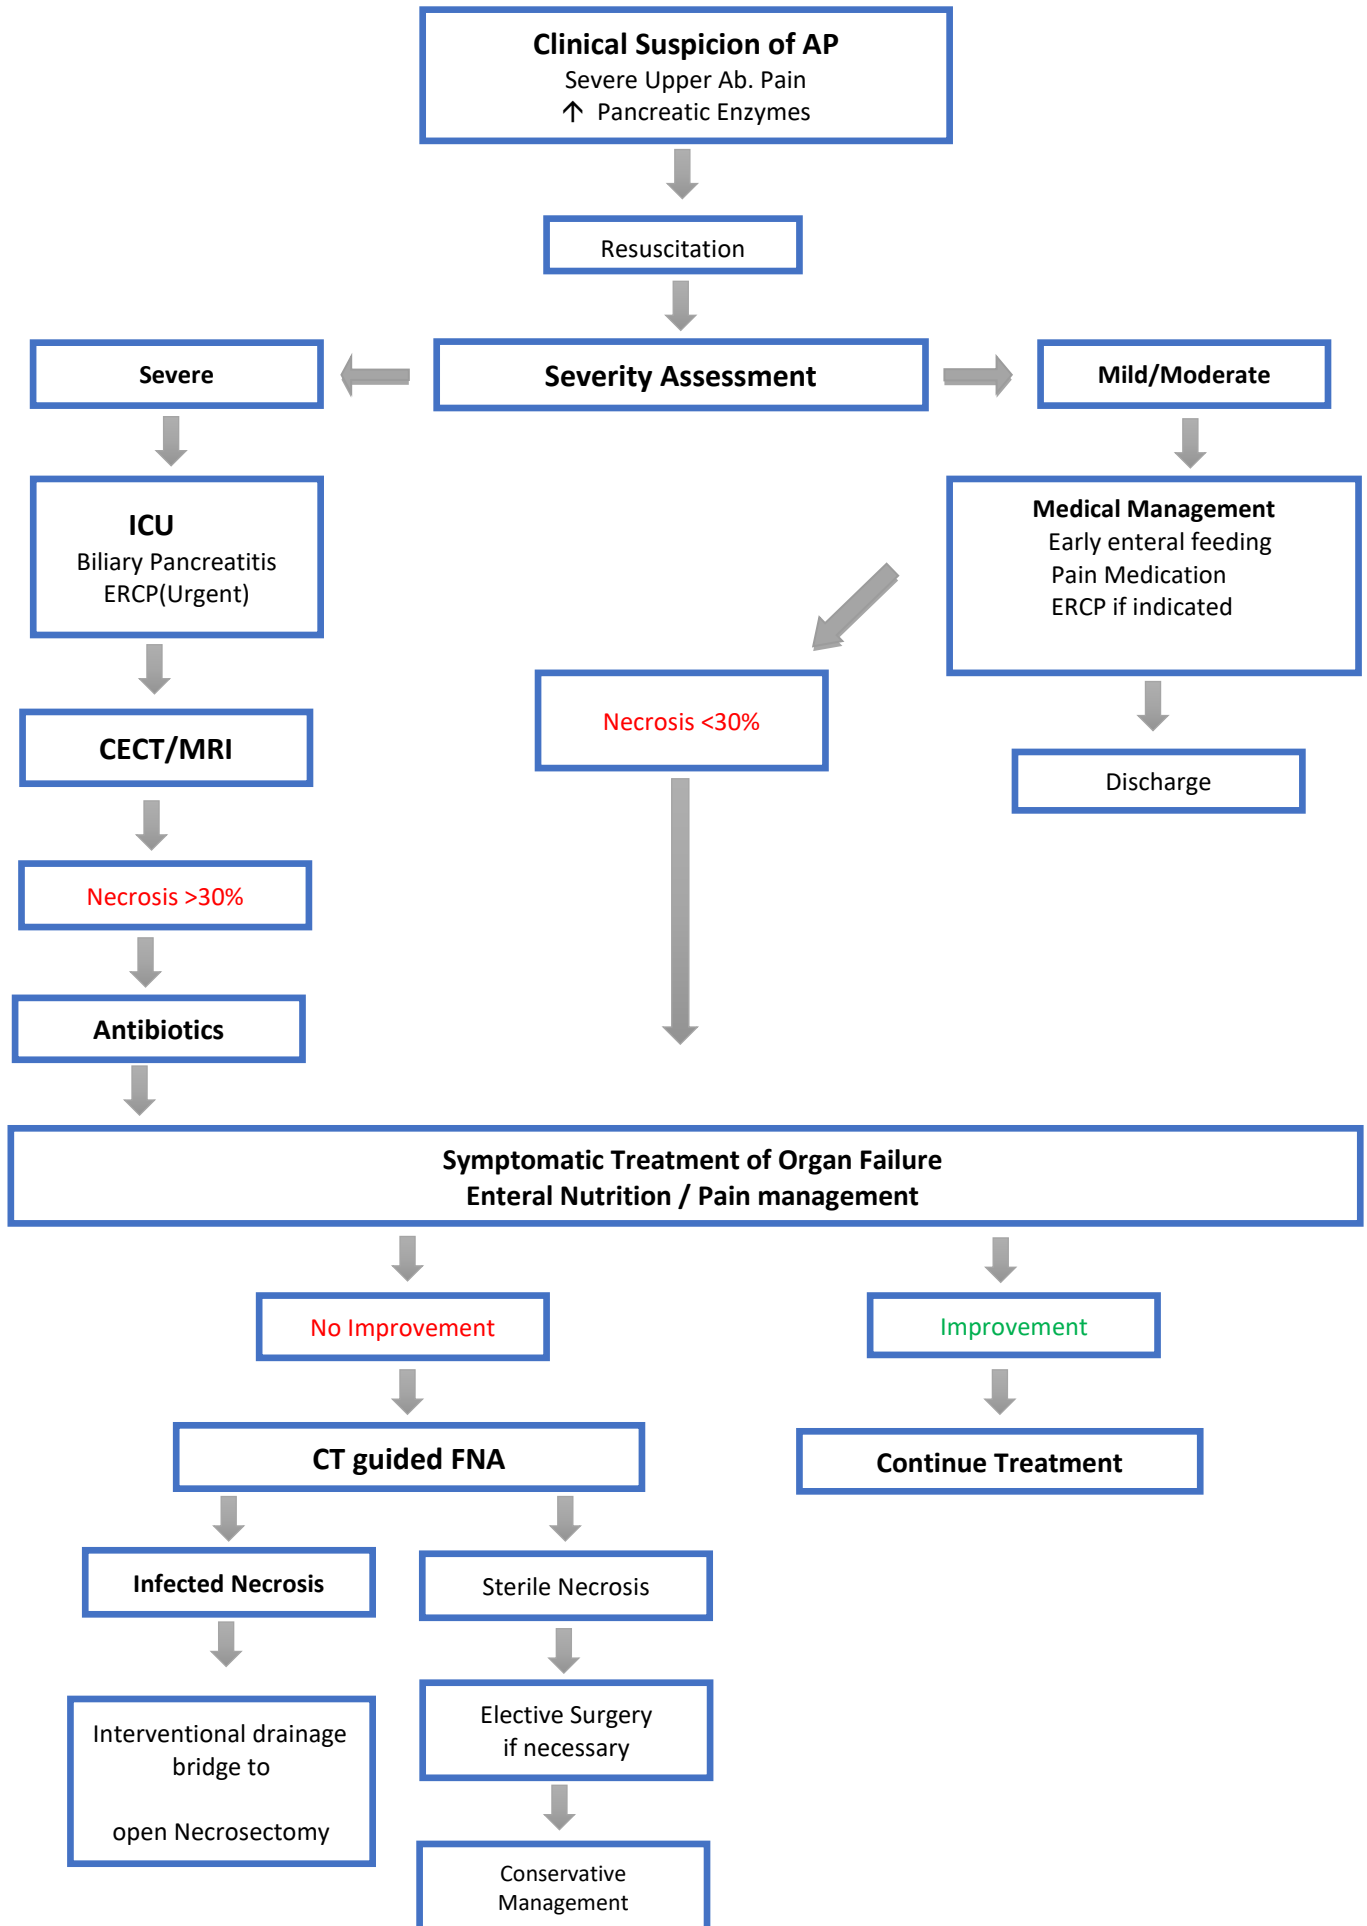 Clinical Suspicion of AP
Severe Upper Ab. Pain
↑ Pancreatic Enzymes
Resuscitation
Severe
Severity Assessment
Mild/Moderate
ICU
Biliary Pancreatitis
ERCP(Urgent)
Medical Management
Early enteral feeding
Pain Medication
ERCP if indicated
CECT/MRI
Necrosis <30%
Discharge
Necrosis >30%
Antibiotics
Symptomatic Treatment of Organ Failure
Enteral Nutrition / Pain management
No Improvement
Improvement
CT guided FNA
Continue Treatment
Infected Necrosis
Sterile Necrosis
Interventional drainage
bridge to
open Necrosectomy
Elective Surgery
if necessary
Conservative
Management